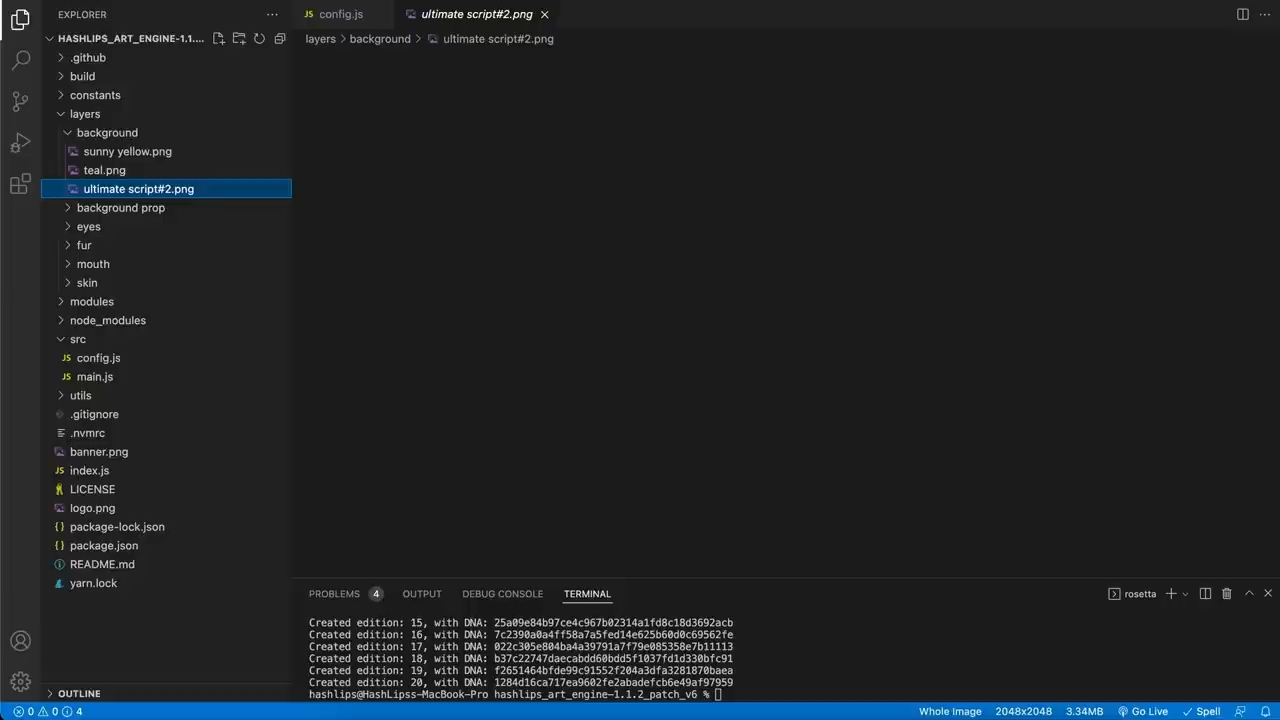 EXPLORER
HASHLIPS_ART_ENGINE-1.1....
.github
build
constants
layers
background
sunny yellow.png
teal.png
ultimate script#2.png
background prop
eyes
fur
mouth
skin
modules
node_modules
src
JS config.js
JS main.js
utils
.gitignore
.nvmrc
banner.png
JS index.js
LICENSE
logo.png
{} package-lock.json
{} package.json
README.md
yarn.lock
OUTLINE
JS config.js
ultimate script#2.png
layers > background > ultimate script#2.png
PROBLEMS 4 OUTPUT DEBUG CONSOLE TERMINAL
rosetta
Created edition: 15, with DNA: 25a09e84b97ce4c967b02314a1fd8c18d3692acb
Created edition: 16, with DNA: 7c2390a0a4ff58a7a5fed14e625b60d0c69562fe
Created edition: 17, with DNA: 022c305e804ba4a39791a7f79e085358e7b11113
Created edition: 18, with DNA: b37c22747daecabdd60bdd5f1037fd1d330bfc91
Created edition: 19, with DNA: f2651464bfde99c91552f204a3dfa3281870baea
Created edition: 20, with DNA: 1284d16ca717ea9602fe2abadefcb6e49af97959
hashlips@HashLipss-MacBook-Pro hashlips_art_engine-1.1.2_patch_v6 %
0 0 4
Whole Image 2048x2048 3.34MB Go Live Spell